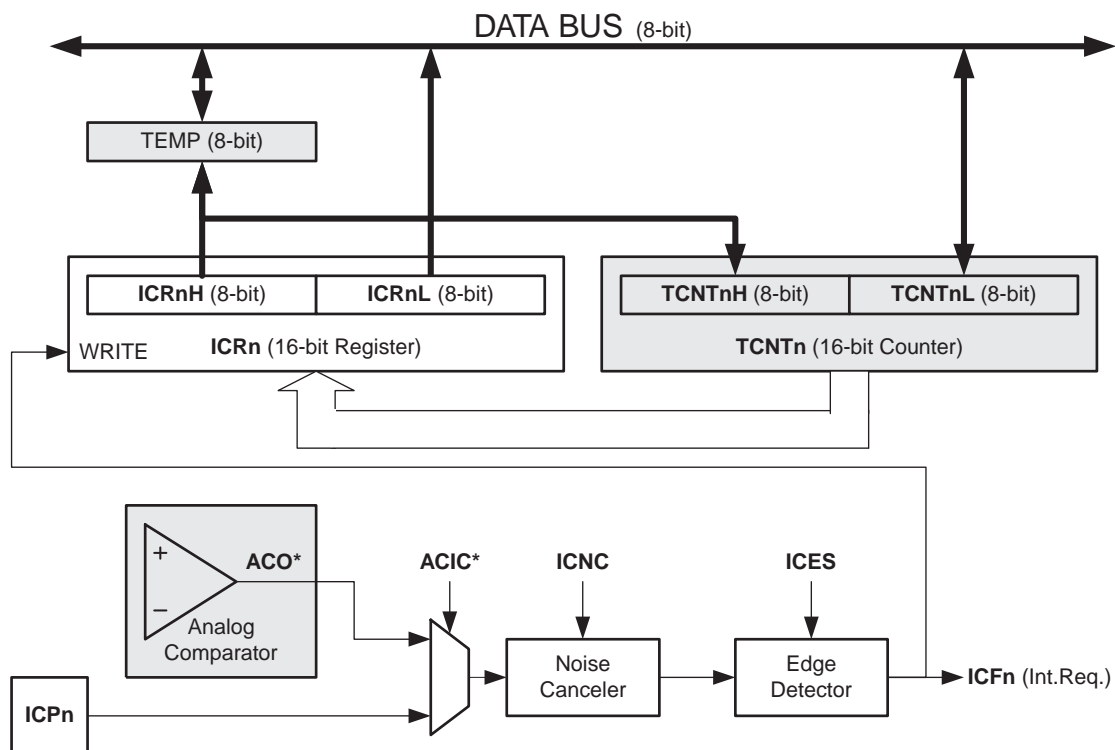 DATA BUS (8-bit)
TEMP (8-bit)
ICRnH (8-bit)
ICRnL (8-bit)
TCNTnH (8-bit)
TCNTnL (8-bit)
WRITE
ICRn (16-bit Register)
TCNTn (16-bit Counter)
+
ACO*
ACIC*
ICNC
ICES
−
Analog
Comparator
Noise
Canceler
Edge
Detector
ICFn (Int.Req.)
ICPn